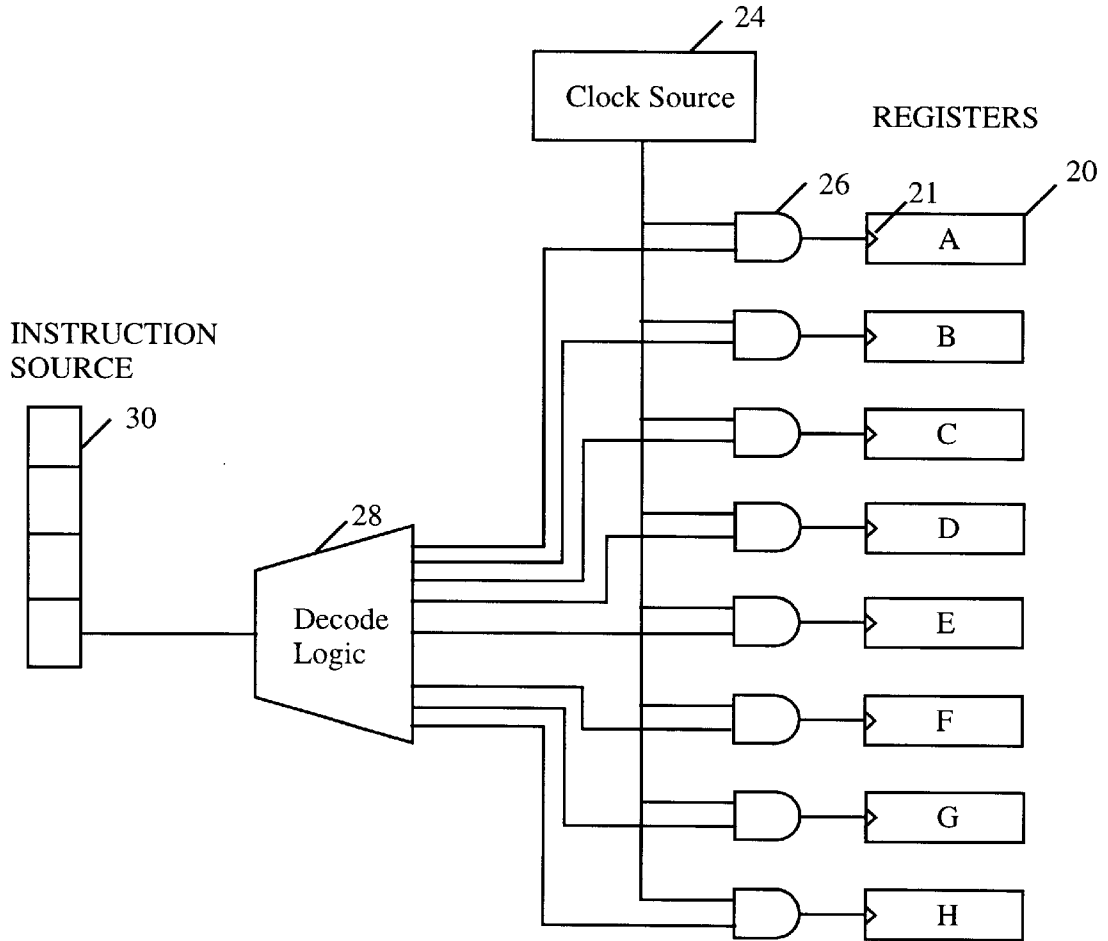 24
Clock Source
REGISTERS
26
21
20
A
B
INSTRUCTION
SOURCE
30
C
28
D
Decode
Logic
E
F
G
H